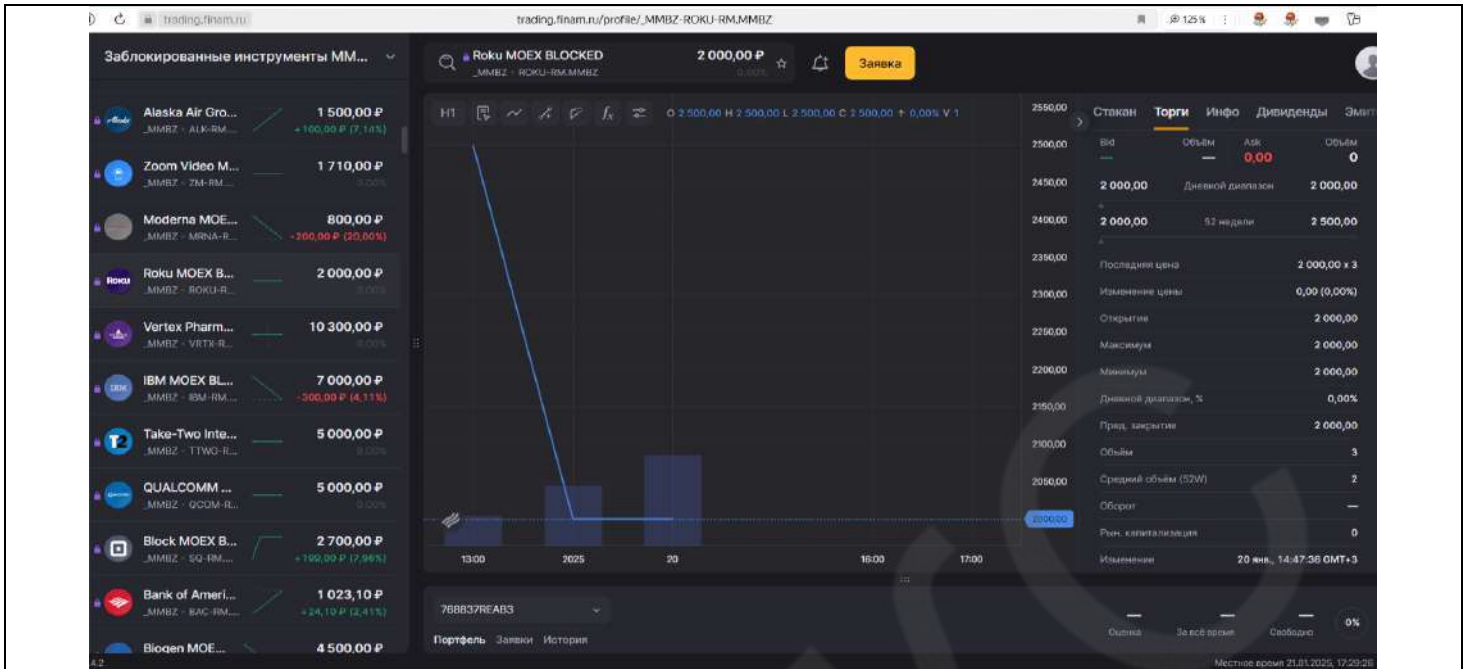 trading.finam.ru
trading.finam.ru/profile/_MMBZ-ROKU-RM.MMBZ
125 %
Заблокированные инструменты MM...
Roku MOEX BLOCKED
2 000,00 ₽
_MMBZ - ROKU-RM.MMBZ
0,00%
Заявка
Alaska Air Gro...
1 500,00 ₽
_MMBZ - ALK-RM....
+100,00 ₽ (7,14%)
Zoom Video M...
1 710,00 ₽
_MMBZ - ZM-RM....
0,00%
Moderna MOE...
800,00 ₽
_MMBZ - MRNA-R...
-200,00 ₽ (20,00%)
Roku MOEX B...
2 000,00 ₽
_MMBZ - ROKU-R...
0,00%
Vertex Pharm...
10 300,00 ₽
_MMBZ - VRTX-R...
0,00%
IBM MOEX BL...
7 000,00 ₽
_MMBZ - IBM-RM....
-300,00 ₽ (4,11%)
Take-Two Inte...
5 000,00 ₽
_MMBZ - TTWO-R...
0,00%
QUALCOMM ...
5 000,00 ₽
_MMBZ - QCOM-R...
0,00%
Block MOEX B...
2 700,00 ₽
_MMBZ - SQ-RM....
+199,00 ₽ (7,96%)
Bank of Ameri...
1 023,10 ₽
_MMBZ - BAC-RM....
+24,10 ₽ (2,41%)
Biogen MOE...
4 500,00 ₽
H1
O 2 500,00 H 2 500,00 L 2 500,00 C 2 500,00 ↑ 0,00% V 1
2550,00
2500,00
2450,00
2400,00
2350,00
2300,00
2250,00
2200,00
2150,00
2100,00
2050,00
2000,00
13:00
2025
20
16:00
17:00
Стакан Торги Инфо Дивиденды Эмит
Bid Объём Ask Объём
— — 0,00 0
2 000,00 Дневной диапазон 2 000,00
2 000,00 52 недели 2 500,00
Последняя цена 2 000,00 x 3
Изменение цены 0,00 (0,00%)
Открытие 2 000,00
Максимум 2 000,00
Минимум 2 000,00
Дневной диапазон, % 0,00%
Пред. закрытие 2 000,00
Объём 3
Средний объём (52W) 2
Оборот —
Рын. капитализация 0
Изменение 20 янв., 14:47:36 GMT+3
768837REAB3
Портфель Заявки История
— — —
Оценка За всё время Свободно 0%
4.2
Местное время 21.01.2025, 17:29:26